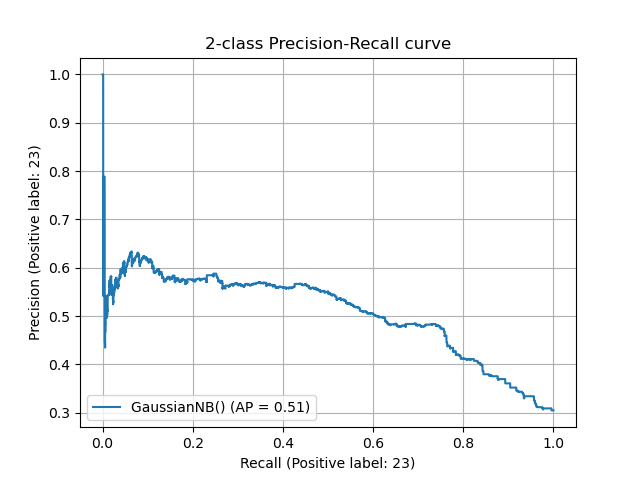 2-class Precision-Recall curve
1.0
0.9
0.8
0.7
0.6
0.5
0.4
0.3
Precision (Positive label: 23)
GaussianNB() (AP = 0.51)
0.0 0.2 0.4 0.6 0.8 1.0
Recall (Positive label: 23)